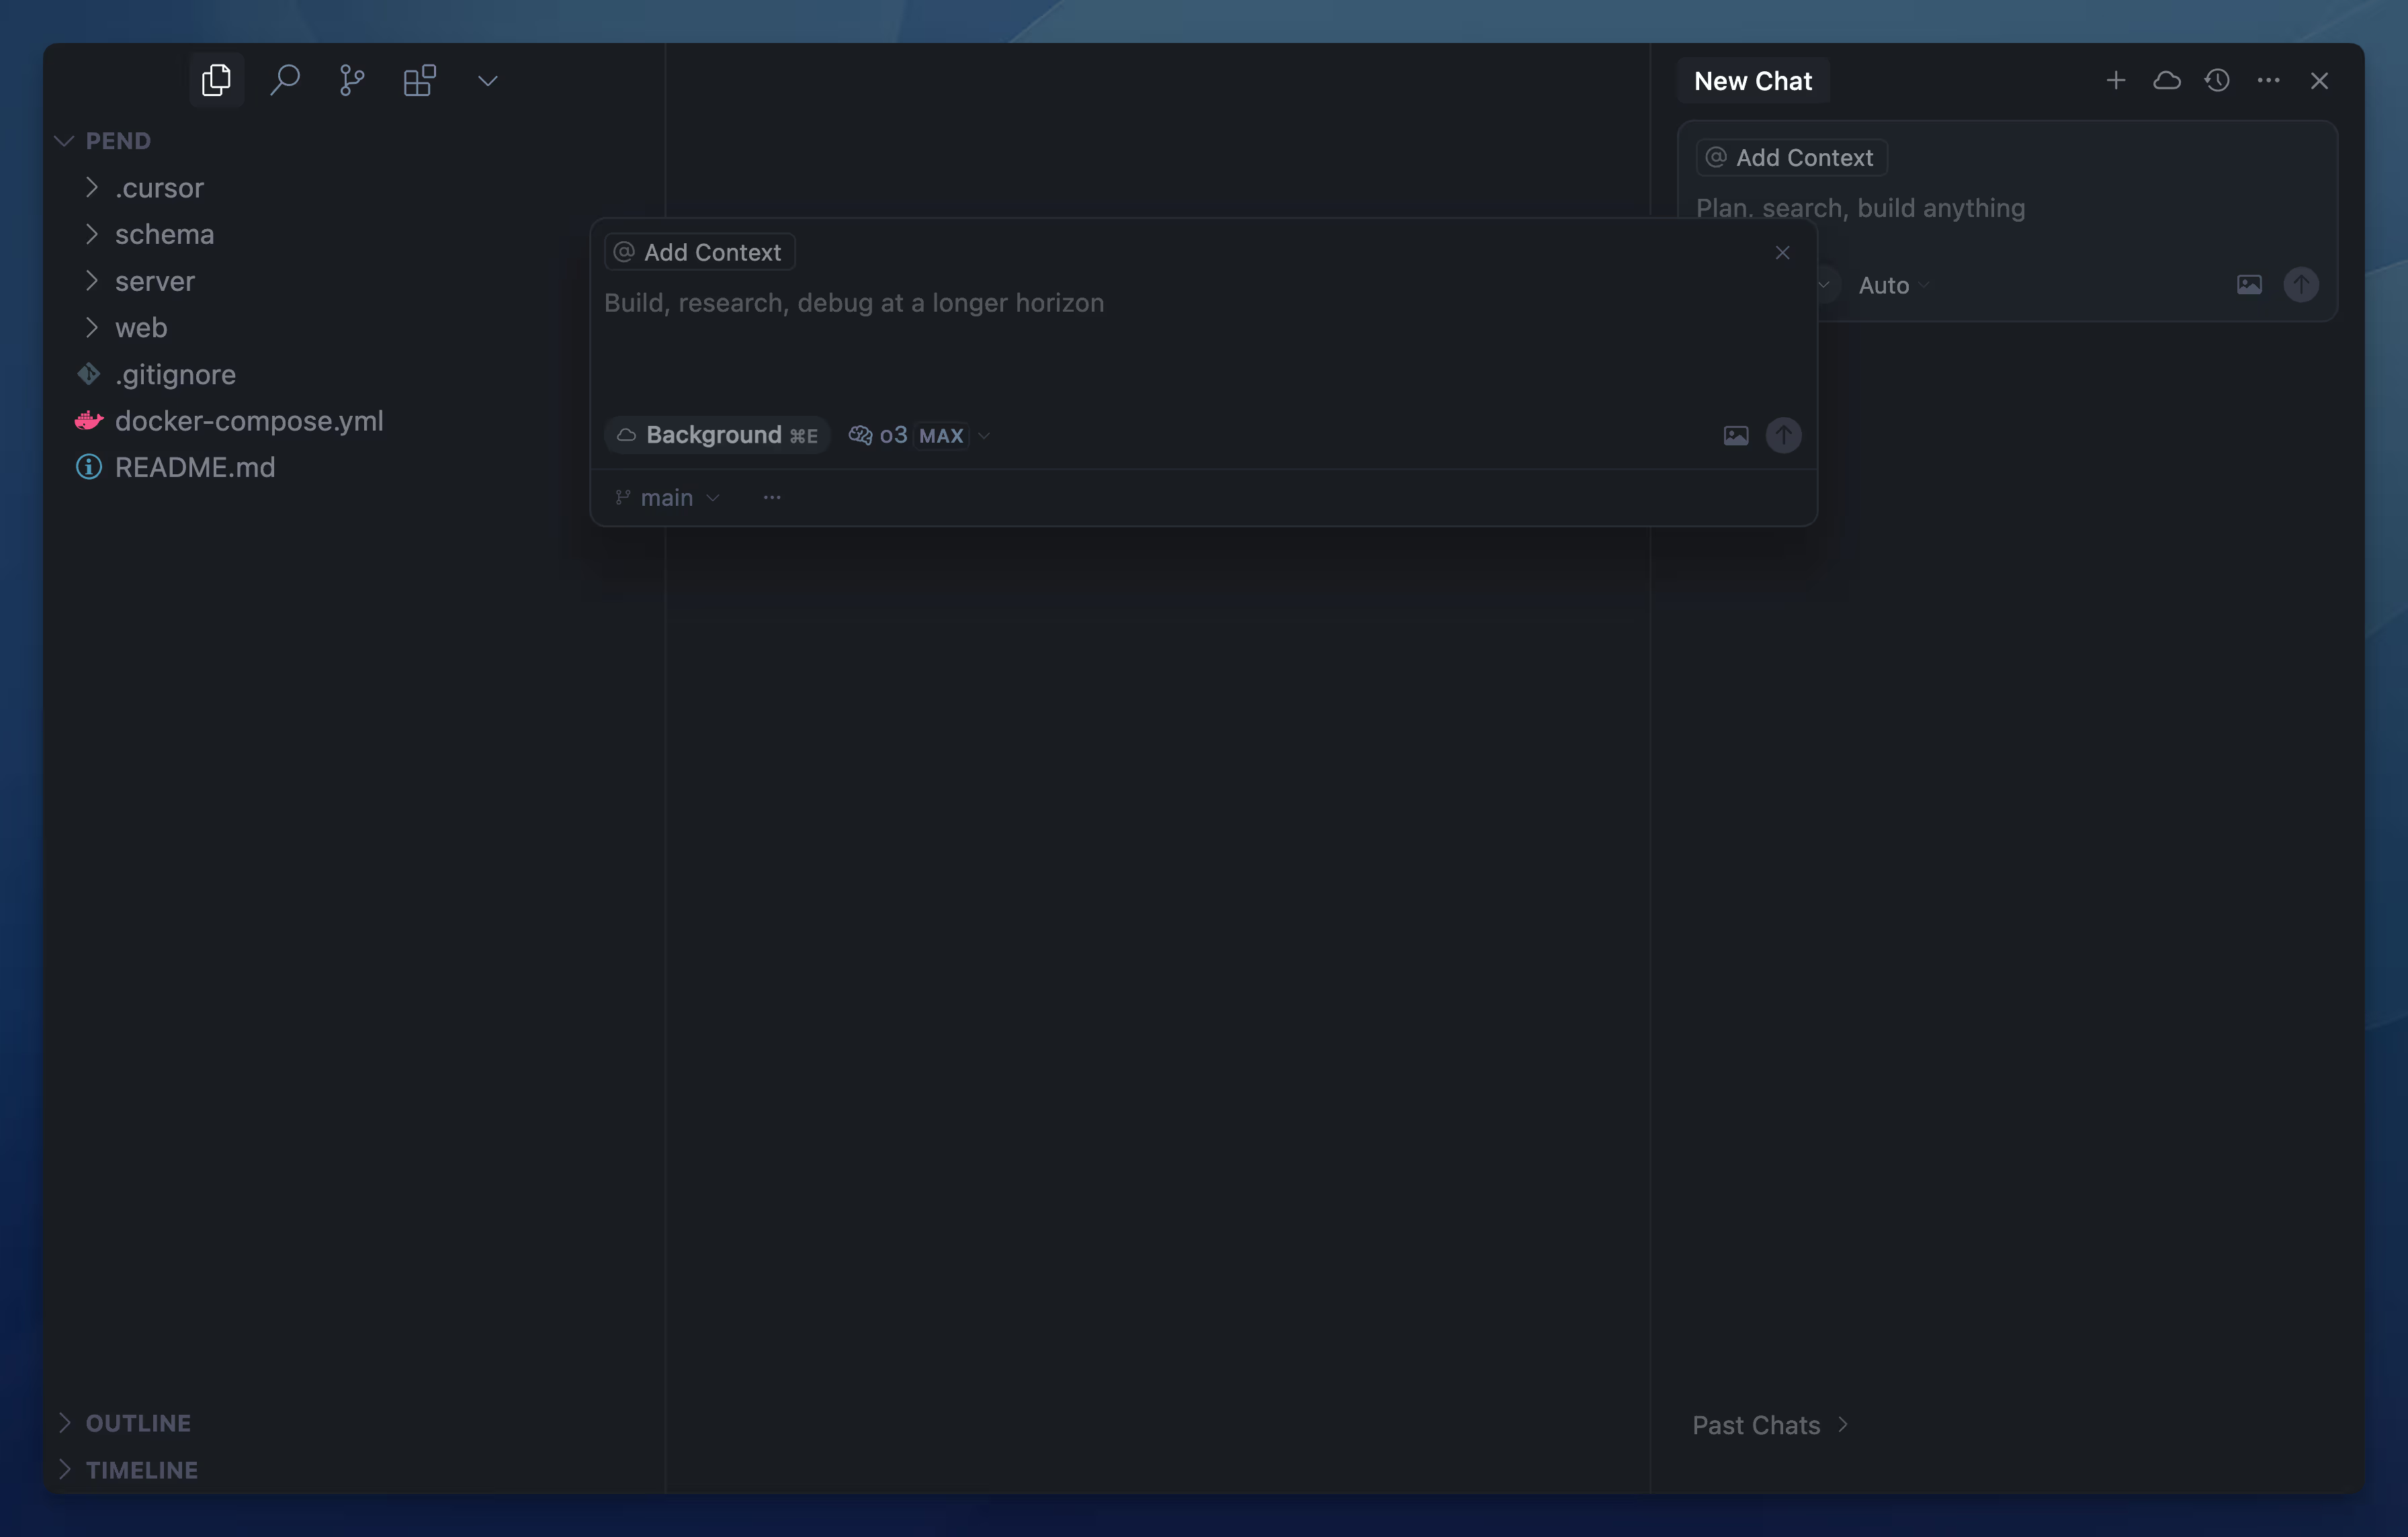 PEND
.cursor
schema
server
web
.gitignore
docker-compose.yml
README.md
OUTLINE
TIMELINE
@ Add Context
Build, research, debug at a longer horizon
Background ⌘E o3 MAX
main ...
New Chat
@ Add Context
Plan, search, build anything
Auto
Past Chats